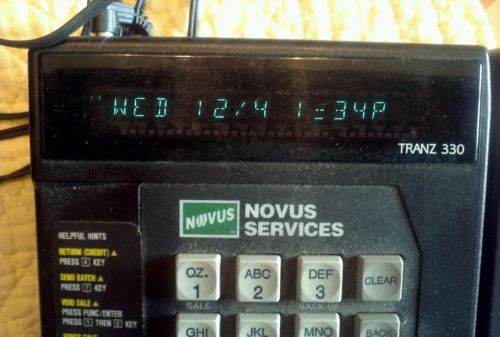 WED 12/4 1:34P
TRANZ 330
NOVUS
NOVUS
SERVICES
HELPFUL HINTS
RETURN (CREDIT) ▲
PRESS 4 KEY
SEND BATCH ▲
PRESS 7 KEY
VOID SALE ▲
PRESS FUNC/ENTER
PRESS 1 THEN 2 KEY
FORCE SALE
QZ. ABC DEF CLEAR
1 2 3
SALE BACK-UP
GHI JKL MNO BACK